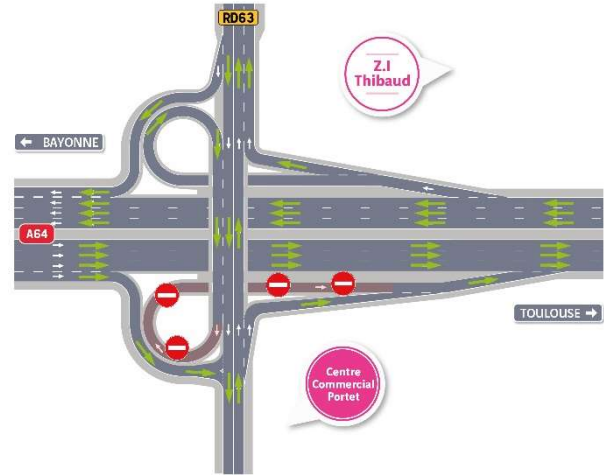 RD63
Z.I
Thibaud
← BAYONNE
A64
TOULOUSE →
Centre
Commercial
Portet